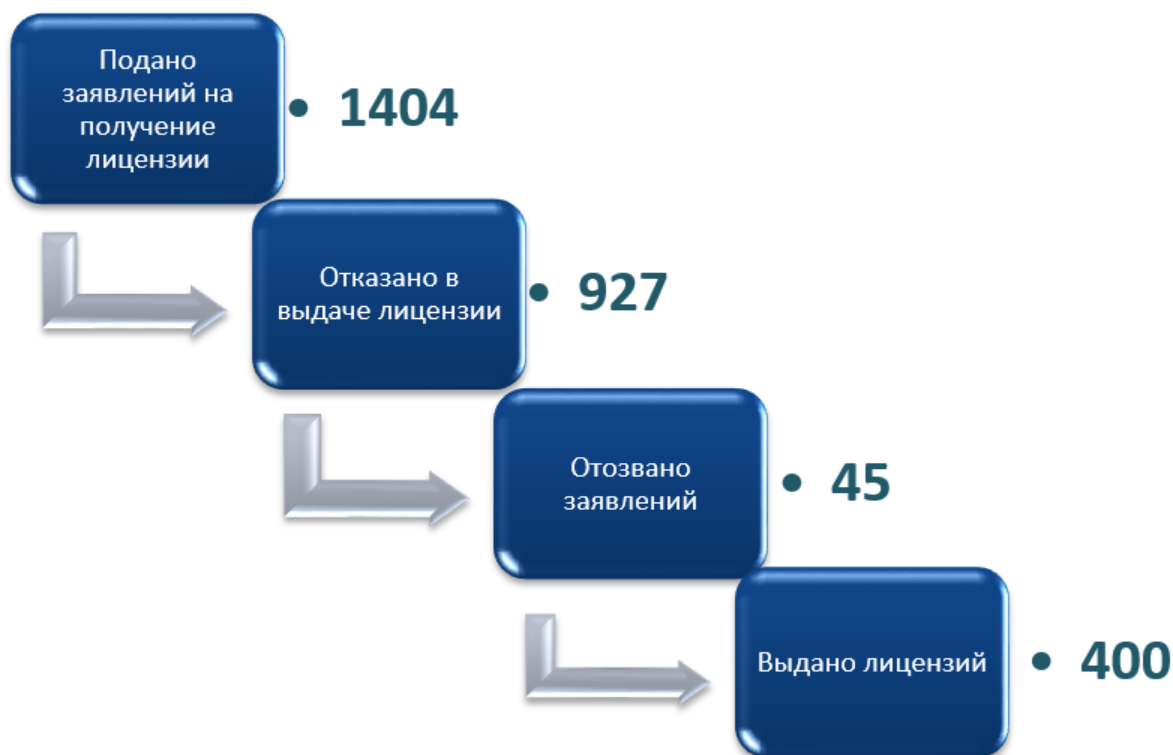 Подано
заявлений на
получение
лицензии
• 1404
Отказано в
выдаче лицензии
• 927
Отозвано
заявлений
• 45
Выдано лицензий
• 400